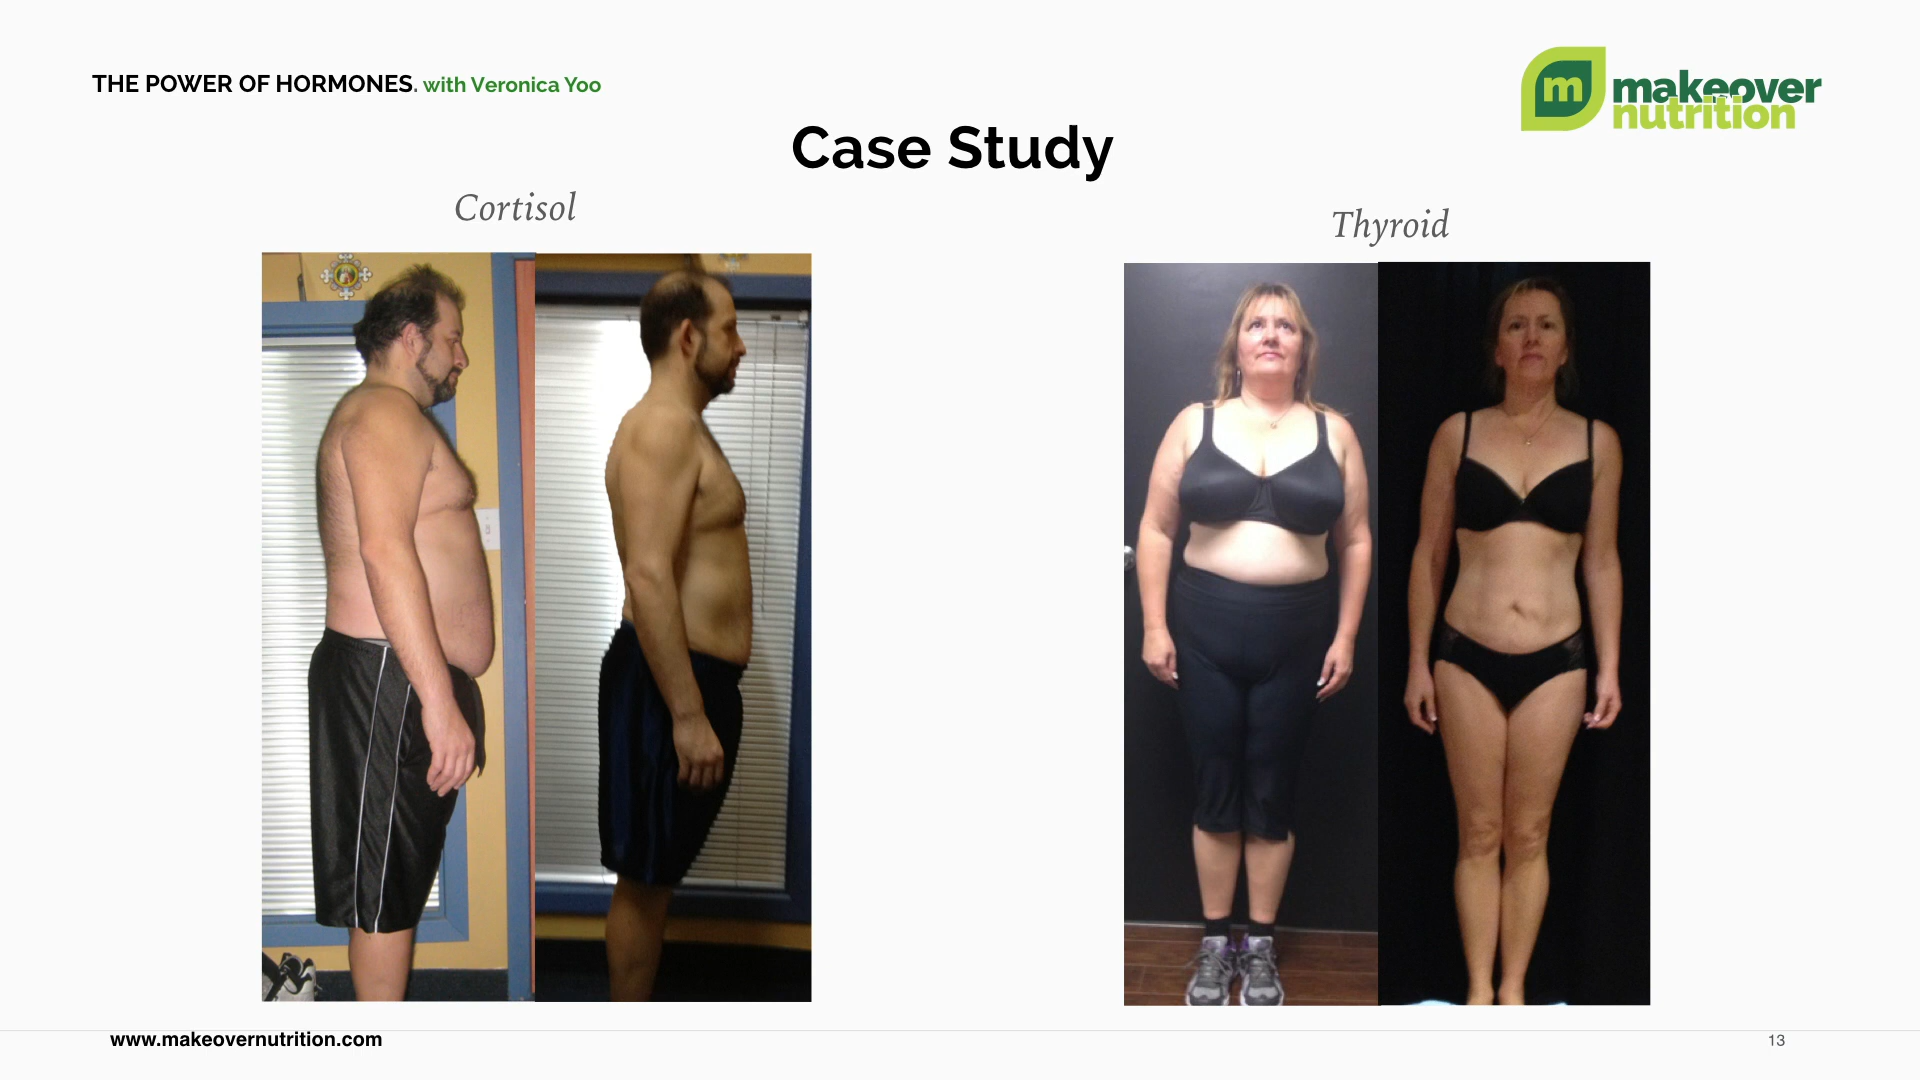 THE POWER OF HORMONES. with Veronica Yoo
m makeover
nutrition
Case Study
Cortisol
Thyroid
www.makeovernutrition.com
13